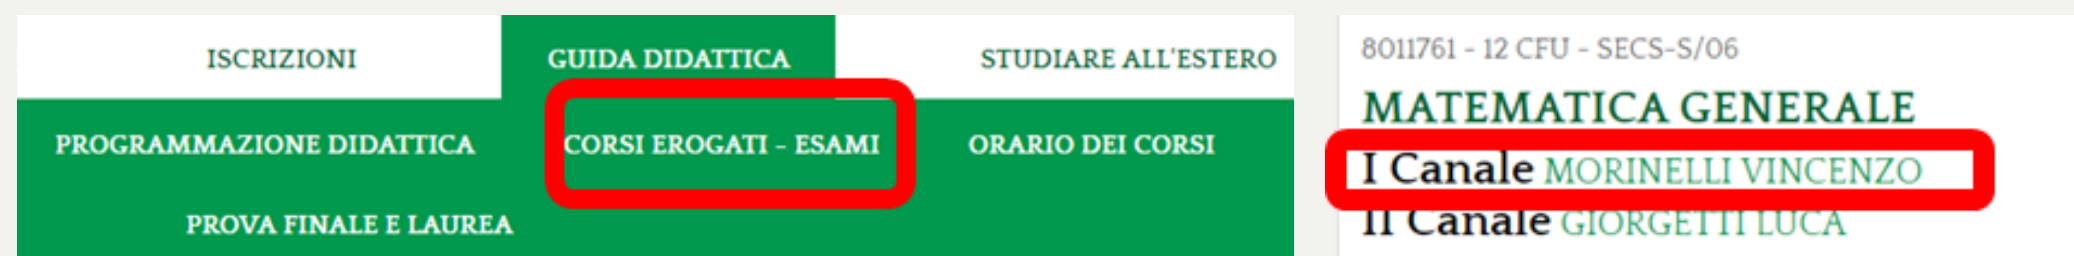 ISCRIZIONI
GUIDA DIDATTICA
STUDIARE ALL'ESTERO
PROGRAMMAZIONE DIDATTICA
CORSI EROGATI - ESAMI
ORARIO DEI CORSI
PROVA FINALE E LAUREA
8011761 - 12 CFU - SECS-S/06
MATEMATICA GENERALE
I Canale MORINELLI VINCENZO
II Canale GIORGETTI LUCA